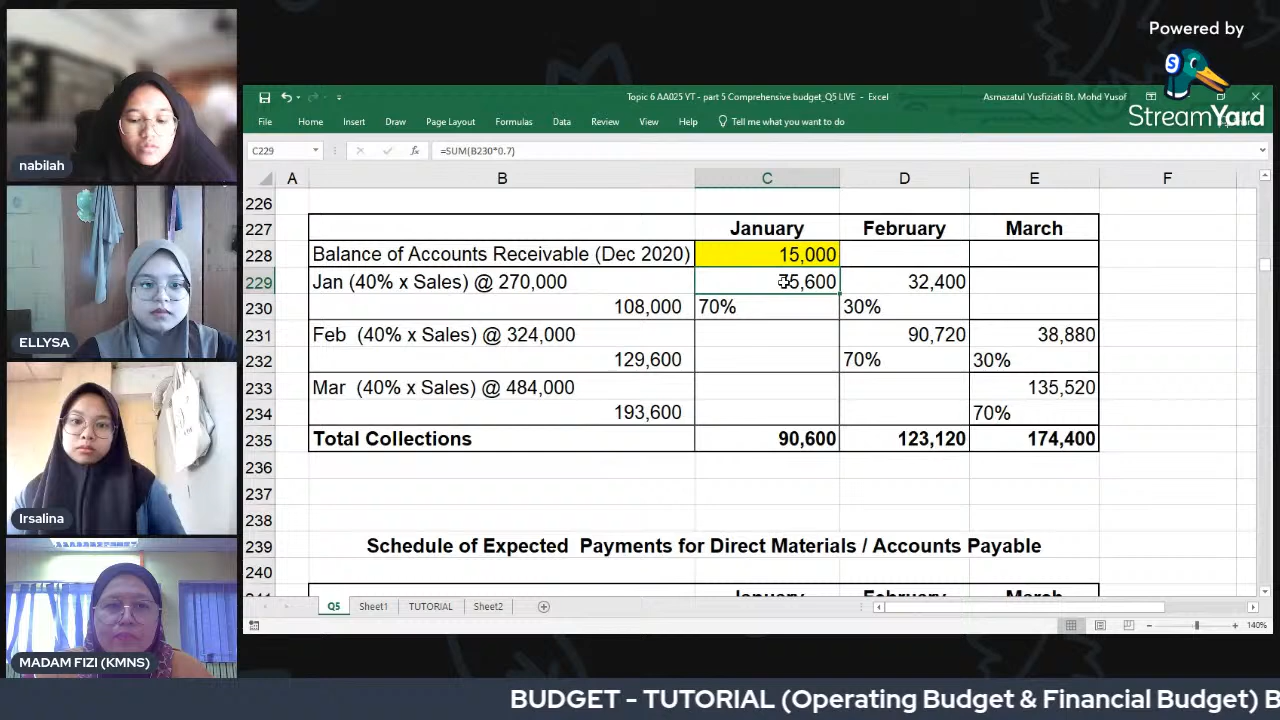 Powered by
StreamYard
nabilah
ELLYSA
Irsalina
MADAM FIZI (KMNS)
Topic 6 AA025 VT - part 5 Comprehensive budget_Q5 LIVE - Excel
Asmazatul Yusfiziati Bt. Mohd Yusof
File Home Insert Draw Page Layout Formulas Data Review View Help Tell me what you want to do
C229 fx =SUM(B230*0.7)
A B C D E F
226
227 January February March
228 Balance of Accounts Receivable (Dec 2020) 15,000
229 Jan (40% x Sales) @ 270,000 75,600 32,400
230 108,000 70% 30%
231 Feb (40% x Sales) @ 324,000 90,720 38,880
232 129,600 70% 30%
233 Mar (40% x Sales) @ 484,000 135,520
234 193,600 70%
235 Total Collections 90,600 123,120 174,400
236
237
238
239 Schedule of Expected Payments for Direct Materials / Accounts Payable
240
241 January February March
Q5 Sheet1 TUTORIAL Sheet2
140%
BUDGET - TUTORIAL (Operating Budget & Financial Budget) B